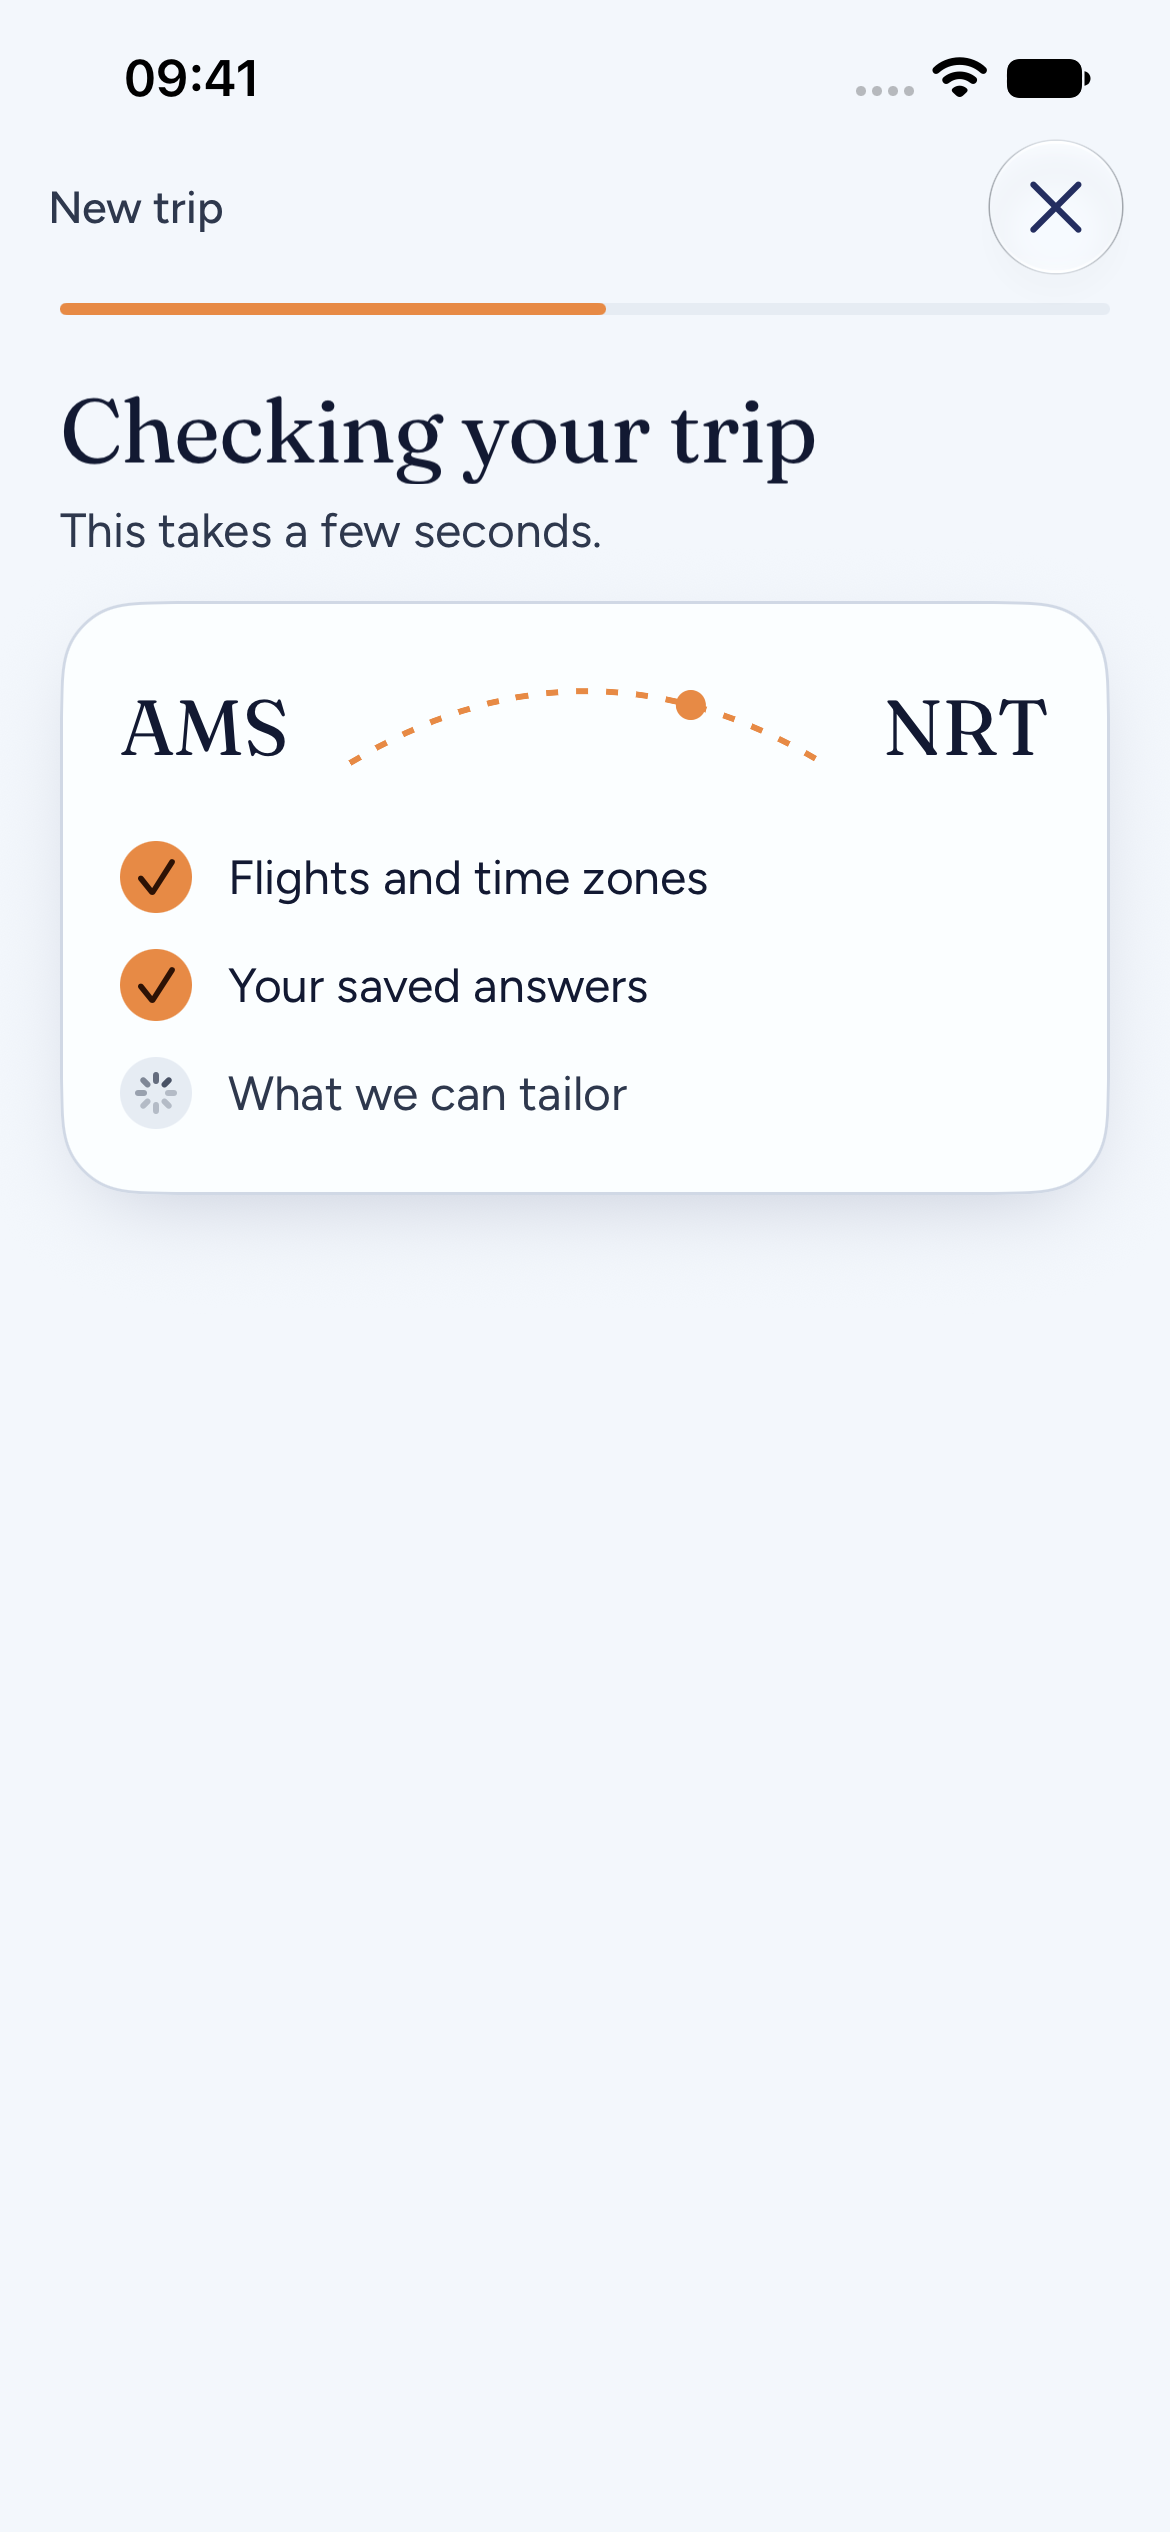 09:41
New trip
Checking your trip
This takes a few seconds.
AMS NRT
Flights and time zones
Your saved answers
What we can tailor